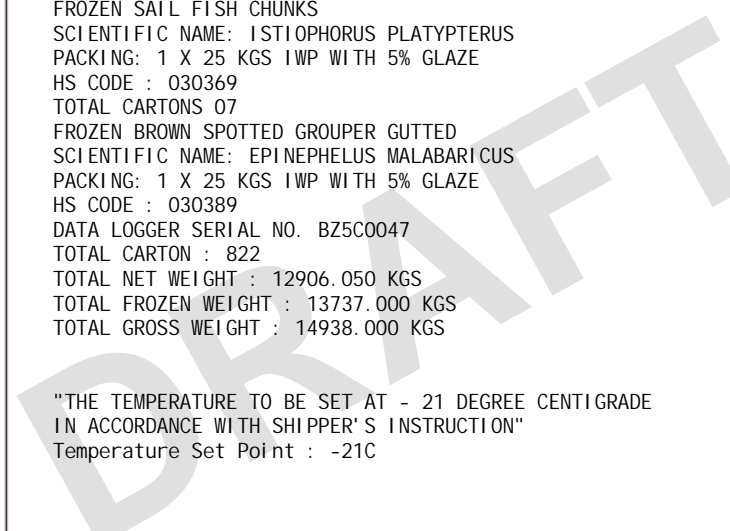 FROZEN SAIL FISH CHUNKS
SCIENTIFIC NAME: ISTIOPHORUS PLATYPTERUS
PACKING: 1 X 25 KGS IWP WITH 5% GLAZE
HS CODE : 030369
TOTAL CARTONS 07
FROZEN BROWN SPOTTED GROUPER GUTTED
SCIENTIFIC NAME: EPINEPHELUS MALABARICUS
PACKING: 1 X 25 KGS IWP WITH 5% GLAZE
HS CODE : 030389
DATA LOGGER SERIAL NO. BZ5C0047
TOTAL CARTON : 822
TOTAL NET WEIGHT : 12906.050 KGS
TOTAL FROZEN WEIGHT : 13737.000 KGS
TOTAL GROSS WEIGHT : 14938.000 KGS
"THE TEMPERATURE TO BE SET AT - 21 DEGREE CENTIGRADE
IN ACCORDANCE WITH SHIPPER'S INSTRUCTION"
Temperature Set Point : -21C
DRAFT